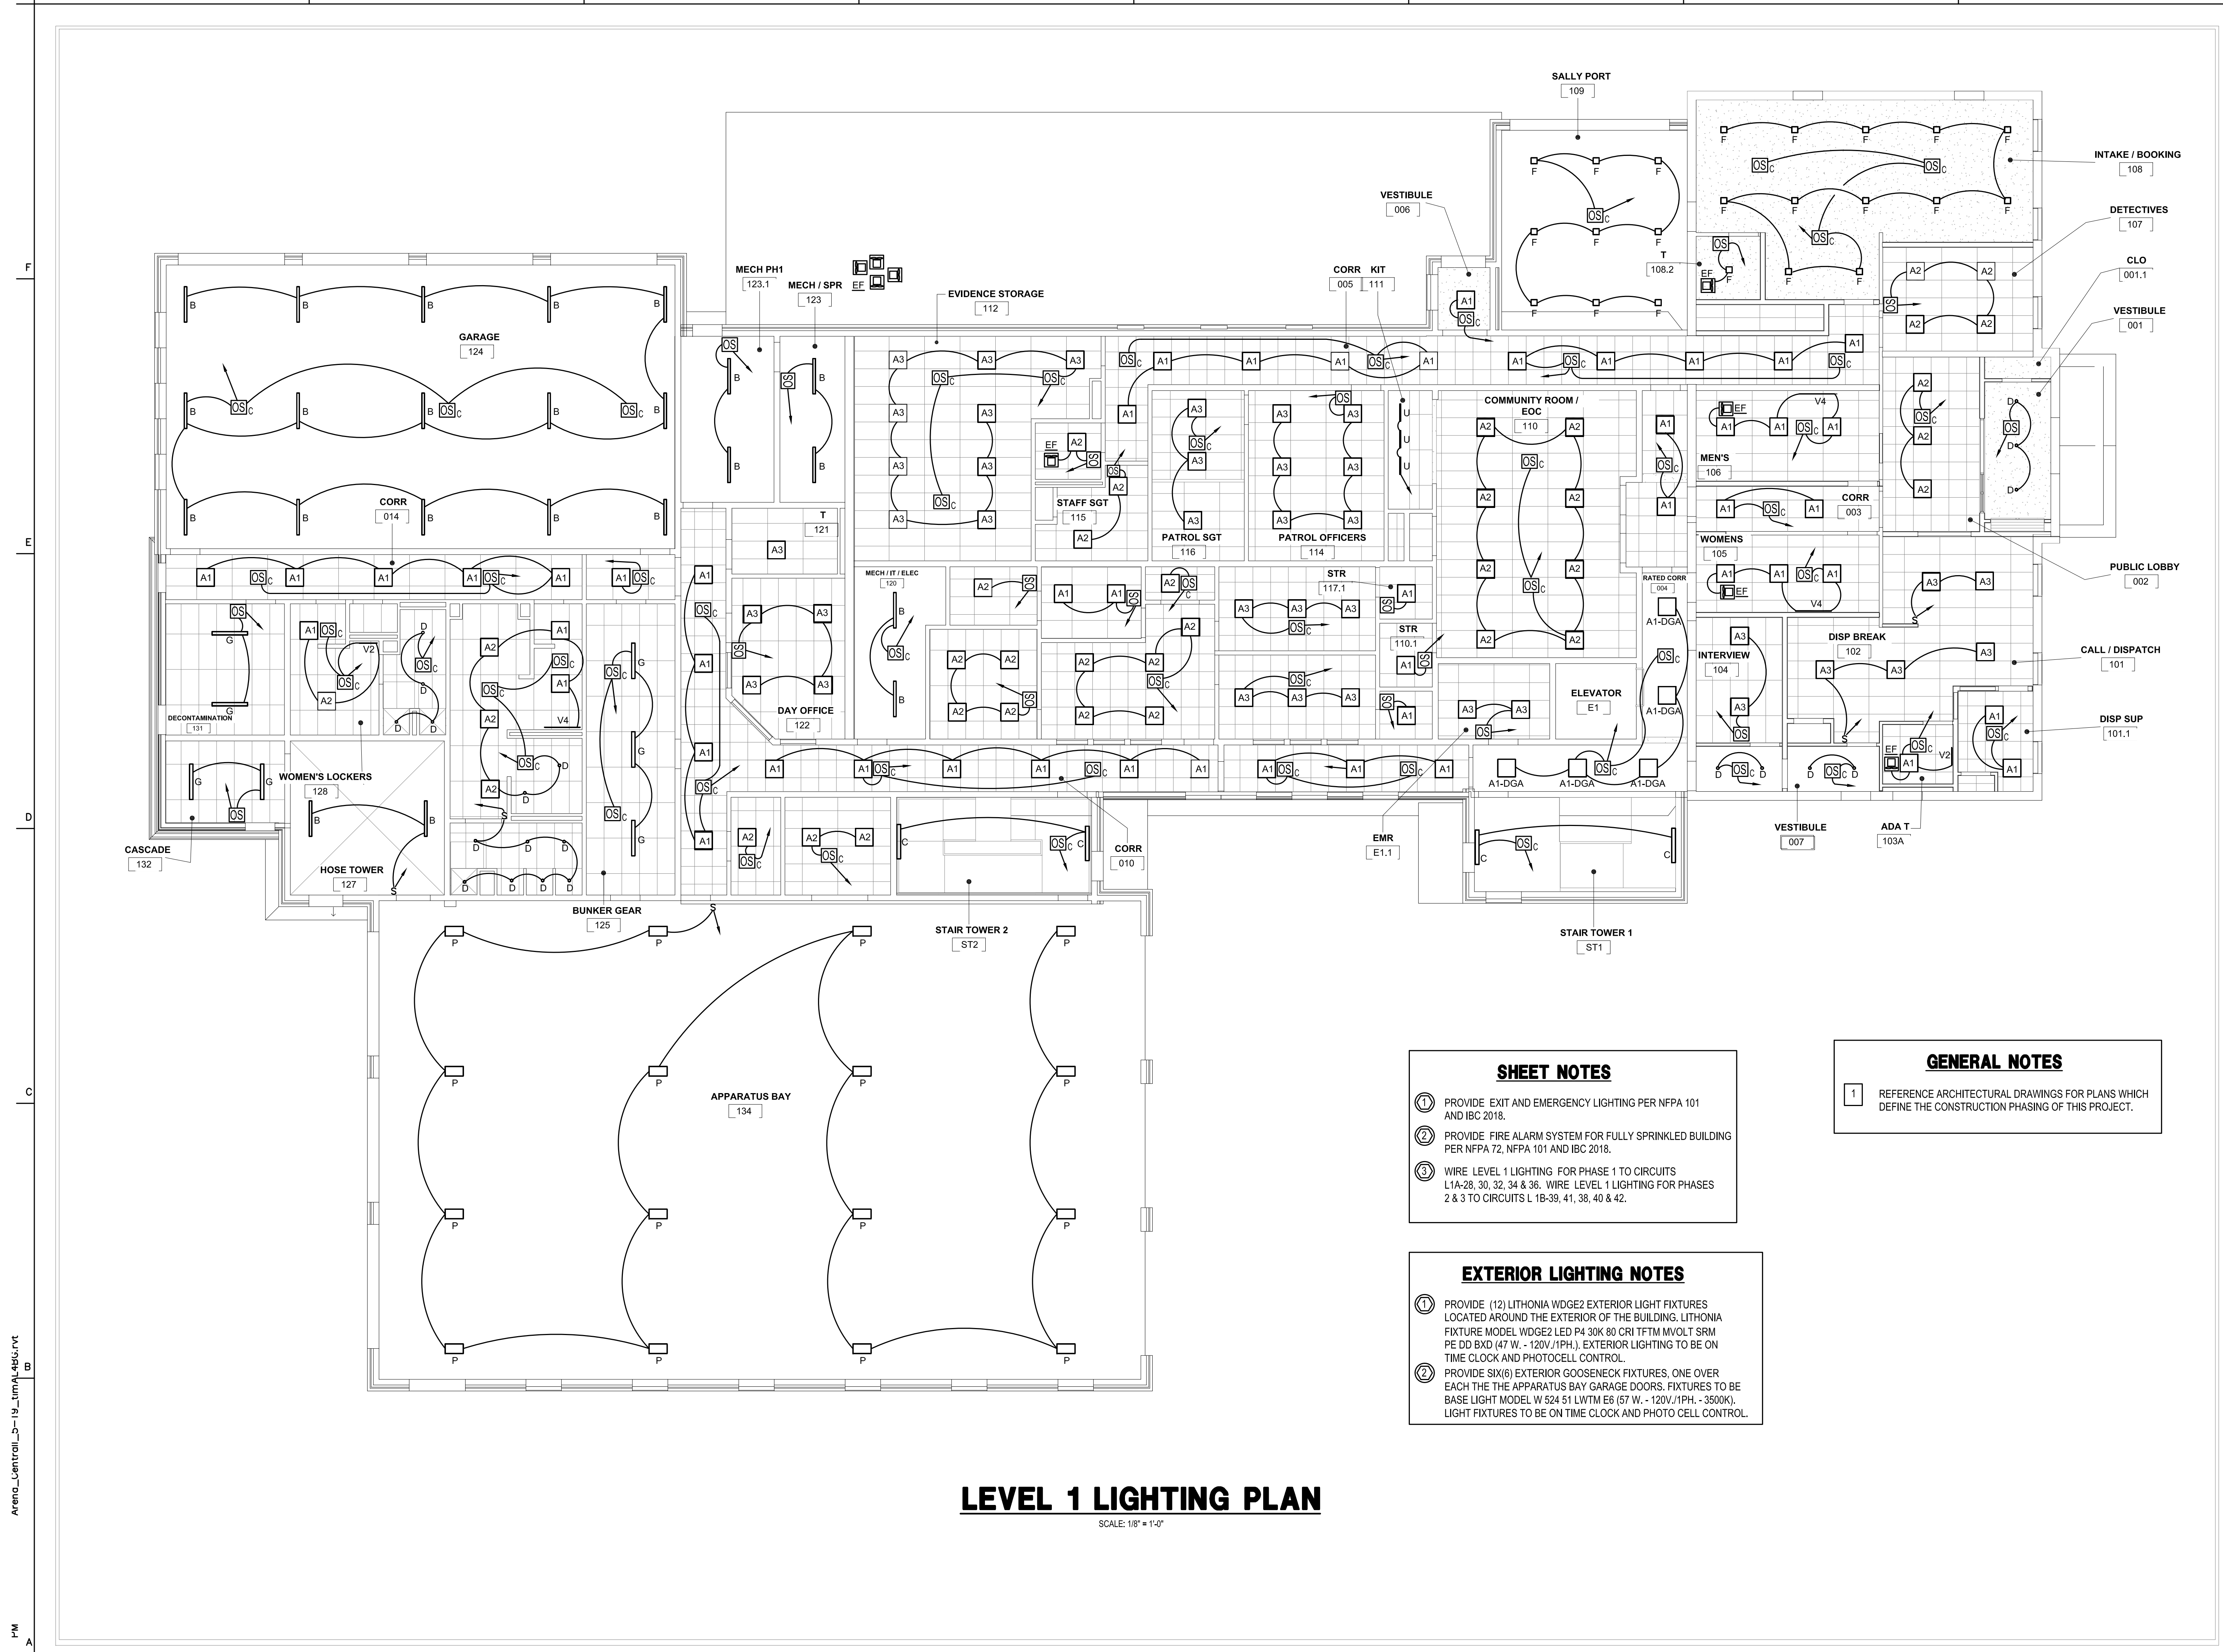 SALLY PORT
109
INTAKE / BOOKING
108
VESTIBULE
006
DETECTIVES
107
T
108.2
CLO
001.1
VESTIBULE
001
MECH PH1
123.1
MECH / SPR
123
EF
EVIDENCE STORAGE
112
CORR
005
KIT
111
GARAGE
124
COMMUNITY ROOM /
EOC
110
MEN'S
106
CORR
014
STAFF SGT
115
CORR
003
T
121
PATROL SGT
116
PATROL OFFICERS
114
WOMENS
105
MECH / IT / ELEC
120
STR
117.1
RATED CORR
004
PUBLIC LOBBY
002
STR
110.1
DISP BREAK
102
INTERVIEW
104
CALL / DISPATCH
101
ELEVATOR
E1
DAY OFFICE
122
DECONTAMINATION
131
DISP SUP
101.1
WOMEN'S LOCKERS
128
A1-DGA
A1-DGA
A1-DGA
A1-DGA
A1-DGA
CASCADE
132
HOSE TOWER
127
CORR
010
EMR
E1.1
VESTIBULE
007
ADA T
103A
BUNKER GEAR
125
STAIR TOWER 2
ST2
STAIR TOWER 1
ST1
APPARATUS BAY
134
SHEET NOTES
1 PROVIDE EXIT AND EMERGENCY LIGHTING PER NFPA 101
AND IBC 2018.
2 PROVIDE FIRE ALARM SYSTEM FOR FULLY SPRINKLED BUILDING
PER NFPA 72, NFPA 101 AND IBC 2018.
3 WIRE LEVEL 1 LIGHTING FOR PHASE 1 TO CIRCUITS
L1A-28, 30, 32, 34 & 36. WIRE LEVEL 1 LIGHTING FOR PHASES
2 & 3 TO CIRCUITS L 1B-39, 41, 38, 40 & 42.
GENERAL NOTES
1 REFERENCE ARCHITECTURAL DRAWINGS FOR PLANS WHICH
DEFINE THE CONSTRUCTION PHASING OF THIS PROJECT.
EXTERIOR LIGHTING NOTES
1 PROVIDE (12) LITHONIA WDGE2 EXTERIOR LIGHT FIXTURES
LOCATED AROUND THE EXTERIOR OF THE BUILDING. LITHONIA
FIXTURE MODEL WDGE2 LED P4 30K 80 CRI TFTM MVOLT SRM
PE DD BXD (47 W. - 120V./1PH.). EXTERIOR LIGHTING TO BE ON
TIME CLOCK AND PHOTOCELL CONTROL.
2 PROVIDE SIX(6) EXTERIOR GOOSENECK FIXTURES, ONE OVER
EACH THE THE APPARATUS BAY GARAGE DOORS. FIXTURES TO BE
BASE LIGHT MODEL W 524 51 LWTM E6 (57 W. - 120V./1PH. - 3500K).
LIGHT FIXTURES TO BE ON TIME CLOCK AND PHOTO CELL CONTROL.
LEVEL 1 LIGHTING PLAN
SCALE: 1/8" = 1'-0"
F
E
D
C
B
A
PM